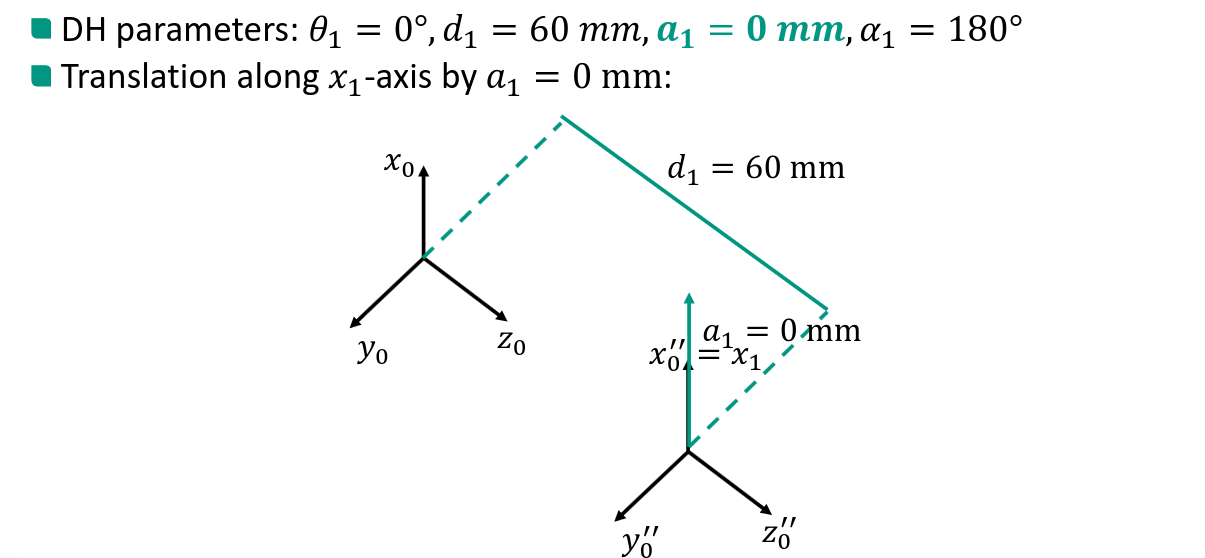 DH parameters: θ₁ = 0°, d₁ = 60 mm, a₁ = 0 mm, α₁ = 180°
Translation along x₁-axis by a₁ = 0 mm:
x₀
d₁ = 60 mm
y₀
z₀
a₁ = 0 mm
x₀′′ = x₁
y₀′′
z₀′′